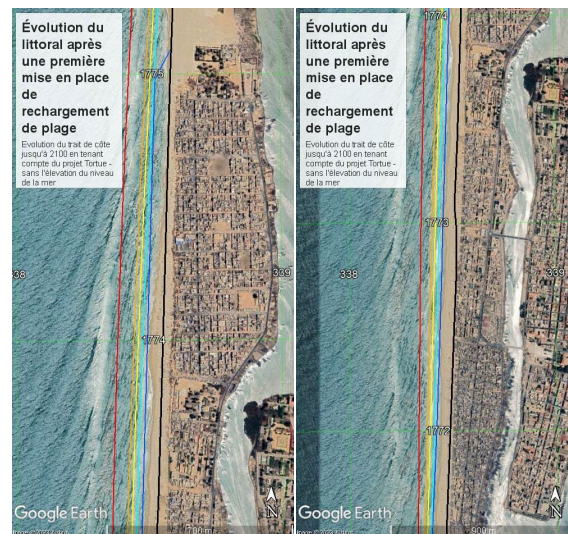 Évolution du
littoral après
une première
mise en place
de
rechargement
de plage
Evolution du trait de côte
jusqu'à 2100 en tenant
compte du projet Tortue -
sans l'élévation du niveau
de la mer
1775
338
339
1774
Google Earth
N
700 m
Évolution du
littoral après
une première
mise en place
de
rechargement
de plage
Evolution du trait de côte
jusqu'à 2100 en tenant
compte du projet Tortue -
sans l'élévation du niveau
de la mer
1774
1773
338
339
1772
Google Earth
N
900 m